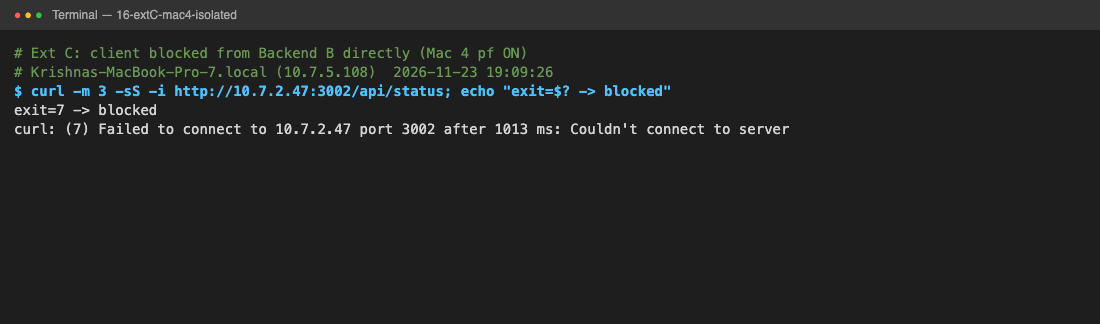 Terminal — 16-extC-mac4-isolated
# Ext C: client blocked from Backend B directly (Mac 4 pf ON)
# Krishnas-MacBook-Pro-7.local (10.7.5.108)  2026-11-23 19:09:26
$ curl -m 3 -sS -i http://10.7.2.47:3002/api/status; echo "exit=$? -> blocked"
exit=7 -> blocked
curl: (7) Failed to connect to 10.7.2.47 port 3002 after 1013 ms: Couldn't connect to server